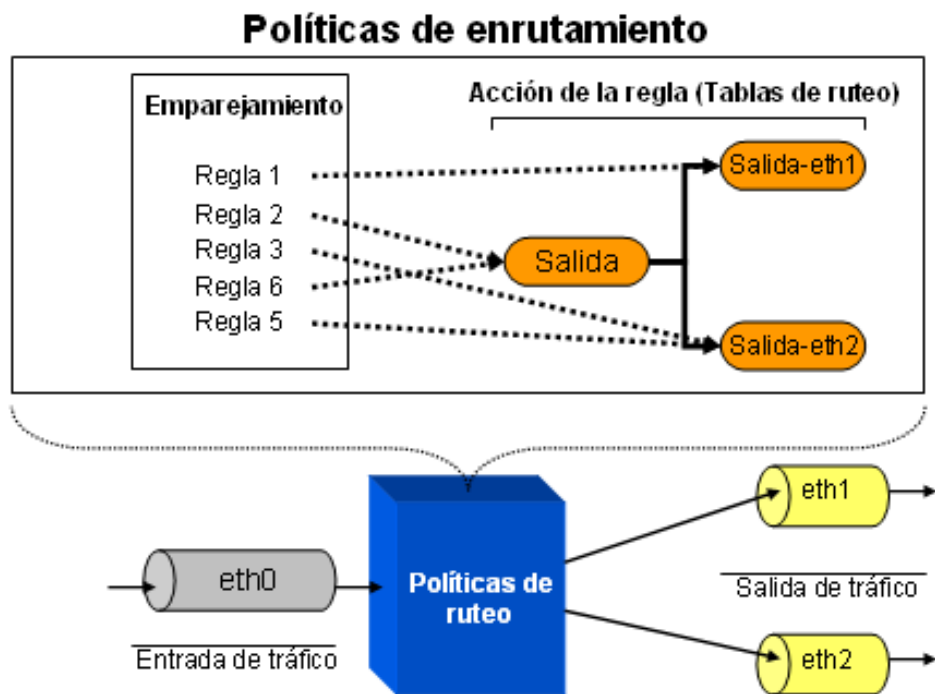 Políticas de enrutamiento
Emparejamiento
Acción de la regla (Tablas de ruteo)
Regla 1
Regla 2
Regla 3
Regla 6
Regla 5
Salida
Salida-eth1
Salida-eth2
eth0
Entrada de tráfico
Políticas de
ruteo
eth1
Salida de tráfico
eth2